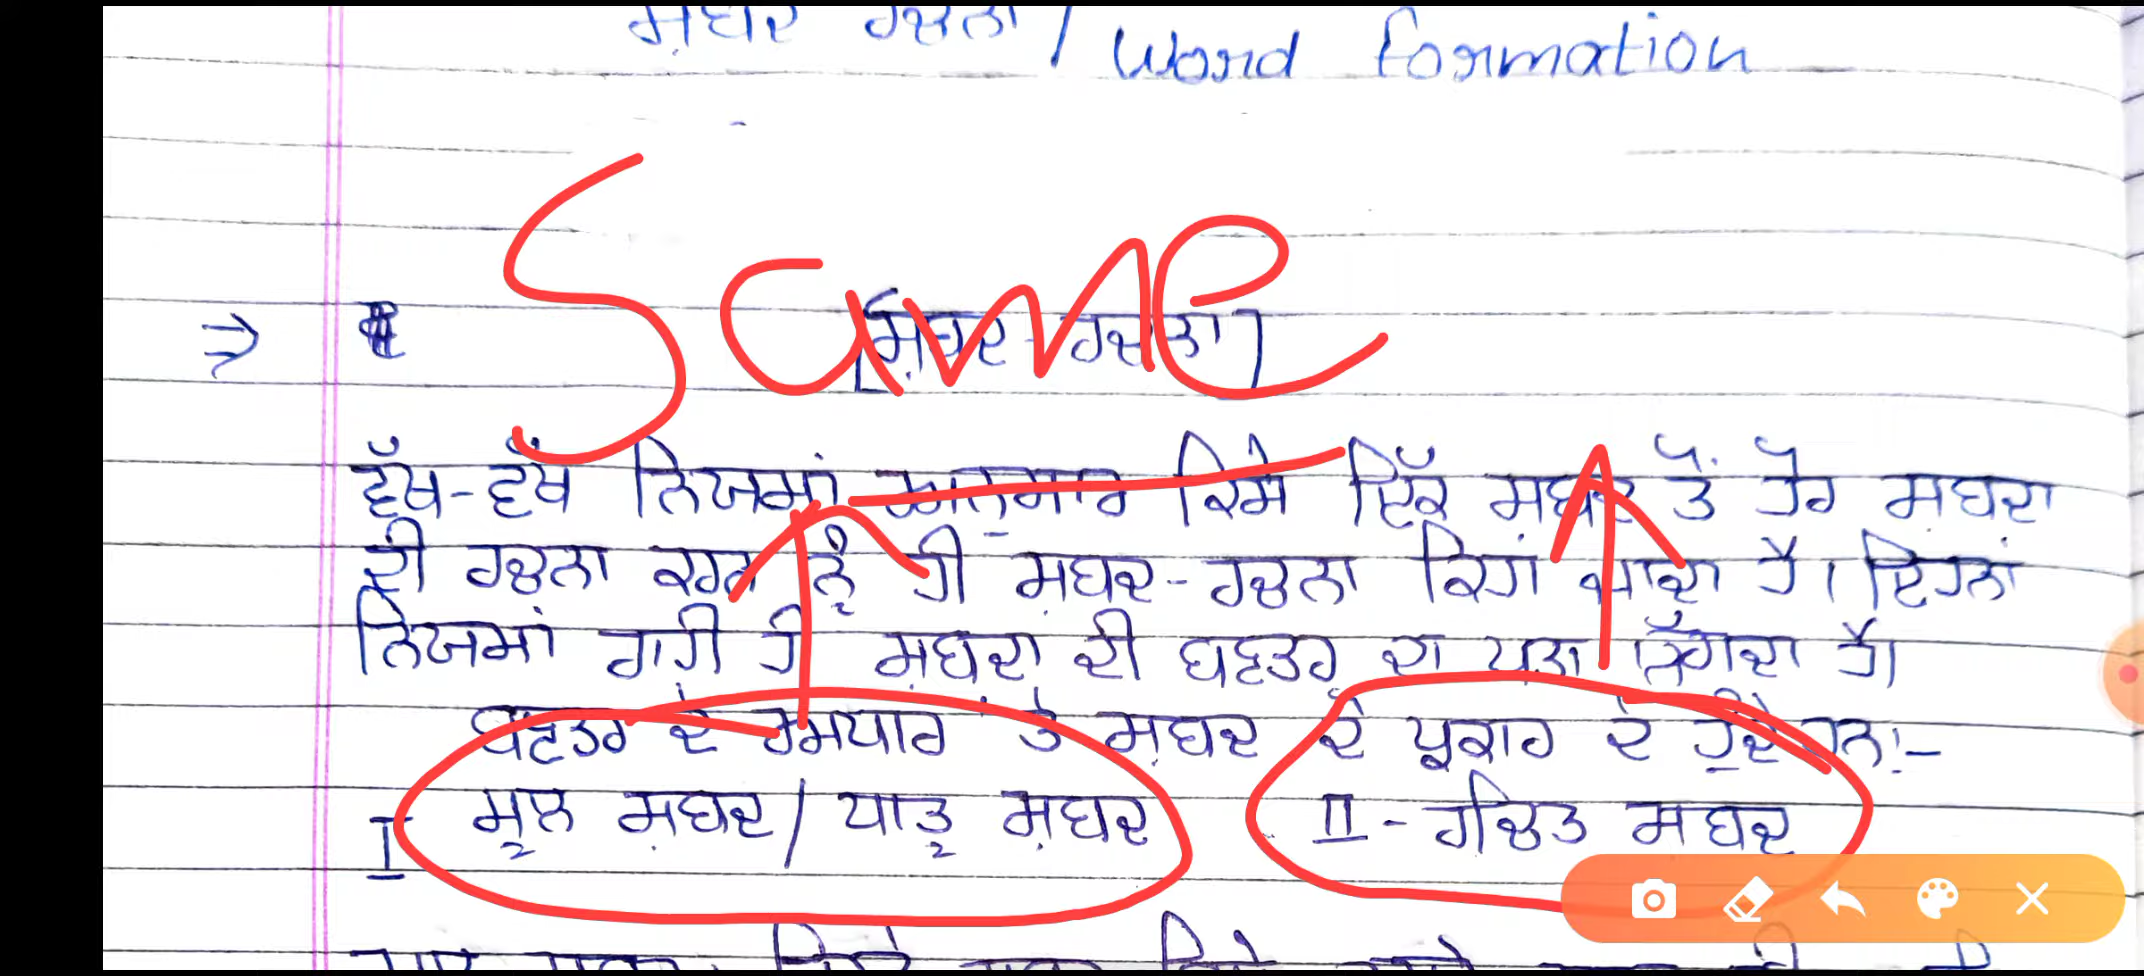 ਸ਼ਬਦ ਰਚਨਾ / Word formation
Same
⇒ [ਸ਼ਬਦ-ਰਚਨਾ]
ਵੱਖ-ਵੱਖ ਨਿਯਮਾਂ ਅਨੁਸਾਰ ਕਿਸੇ ਇੱਕ ਸ਼ਬਦ ਤੋਂ ਹੋਰ ਸ਼ਬਦਾ
ਦੀ ਰਚਨਾ ਕਰਨ ਨੂੰ ਹੀ ਸ਼ਬਦ-ਰਚਨਾ ਕਿਹਾ ਜਾਦਾ ਹੈ। ਇਹਨਾਂ
ਨਿਯਮਾਂ ਰਾਹੀ ਹੀ ਸ਼ਬਦਾ ਦੀ ਬਣਤਰ ਦਾ ਪਤਾ ਲੱਗਦਾ ਹੈ।
ਬਣਤਰ ਦੇ ਤੇ ਸ਼ਬਦ ਦੋ ਪ੍ਰਕਾਰ ਦੇ ਹੁੰਦੇ ਹਨ:-
I ਮੂਲ ਸ਼ਬਦ / ਧਾਤੂ ਸ਼ਬਦ II - ਰਚਿਤ ਸ਼ਬਦ